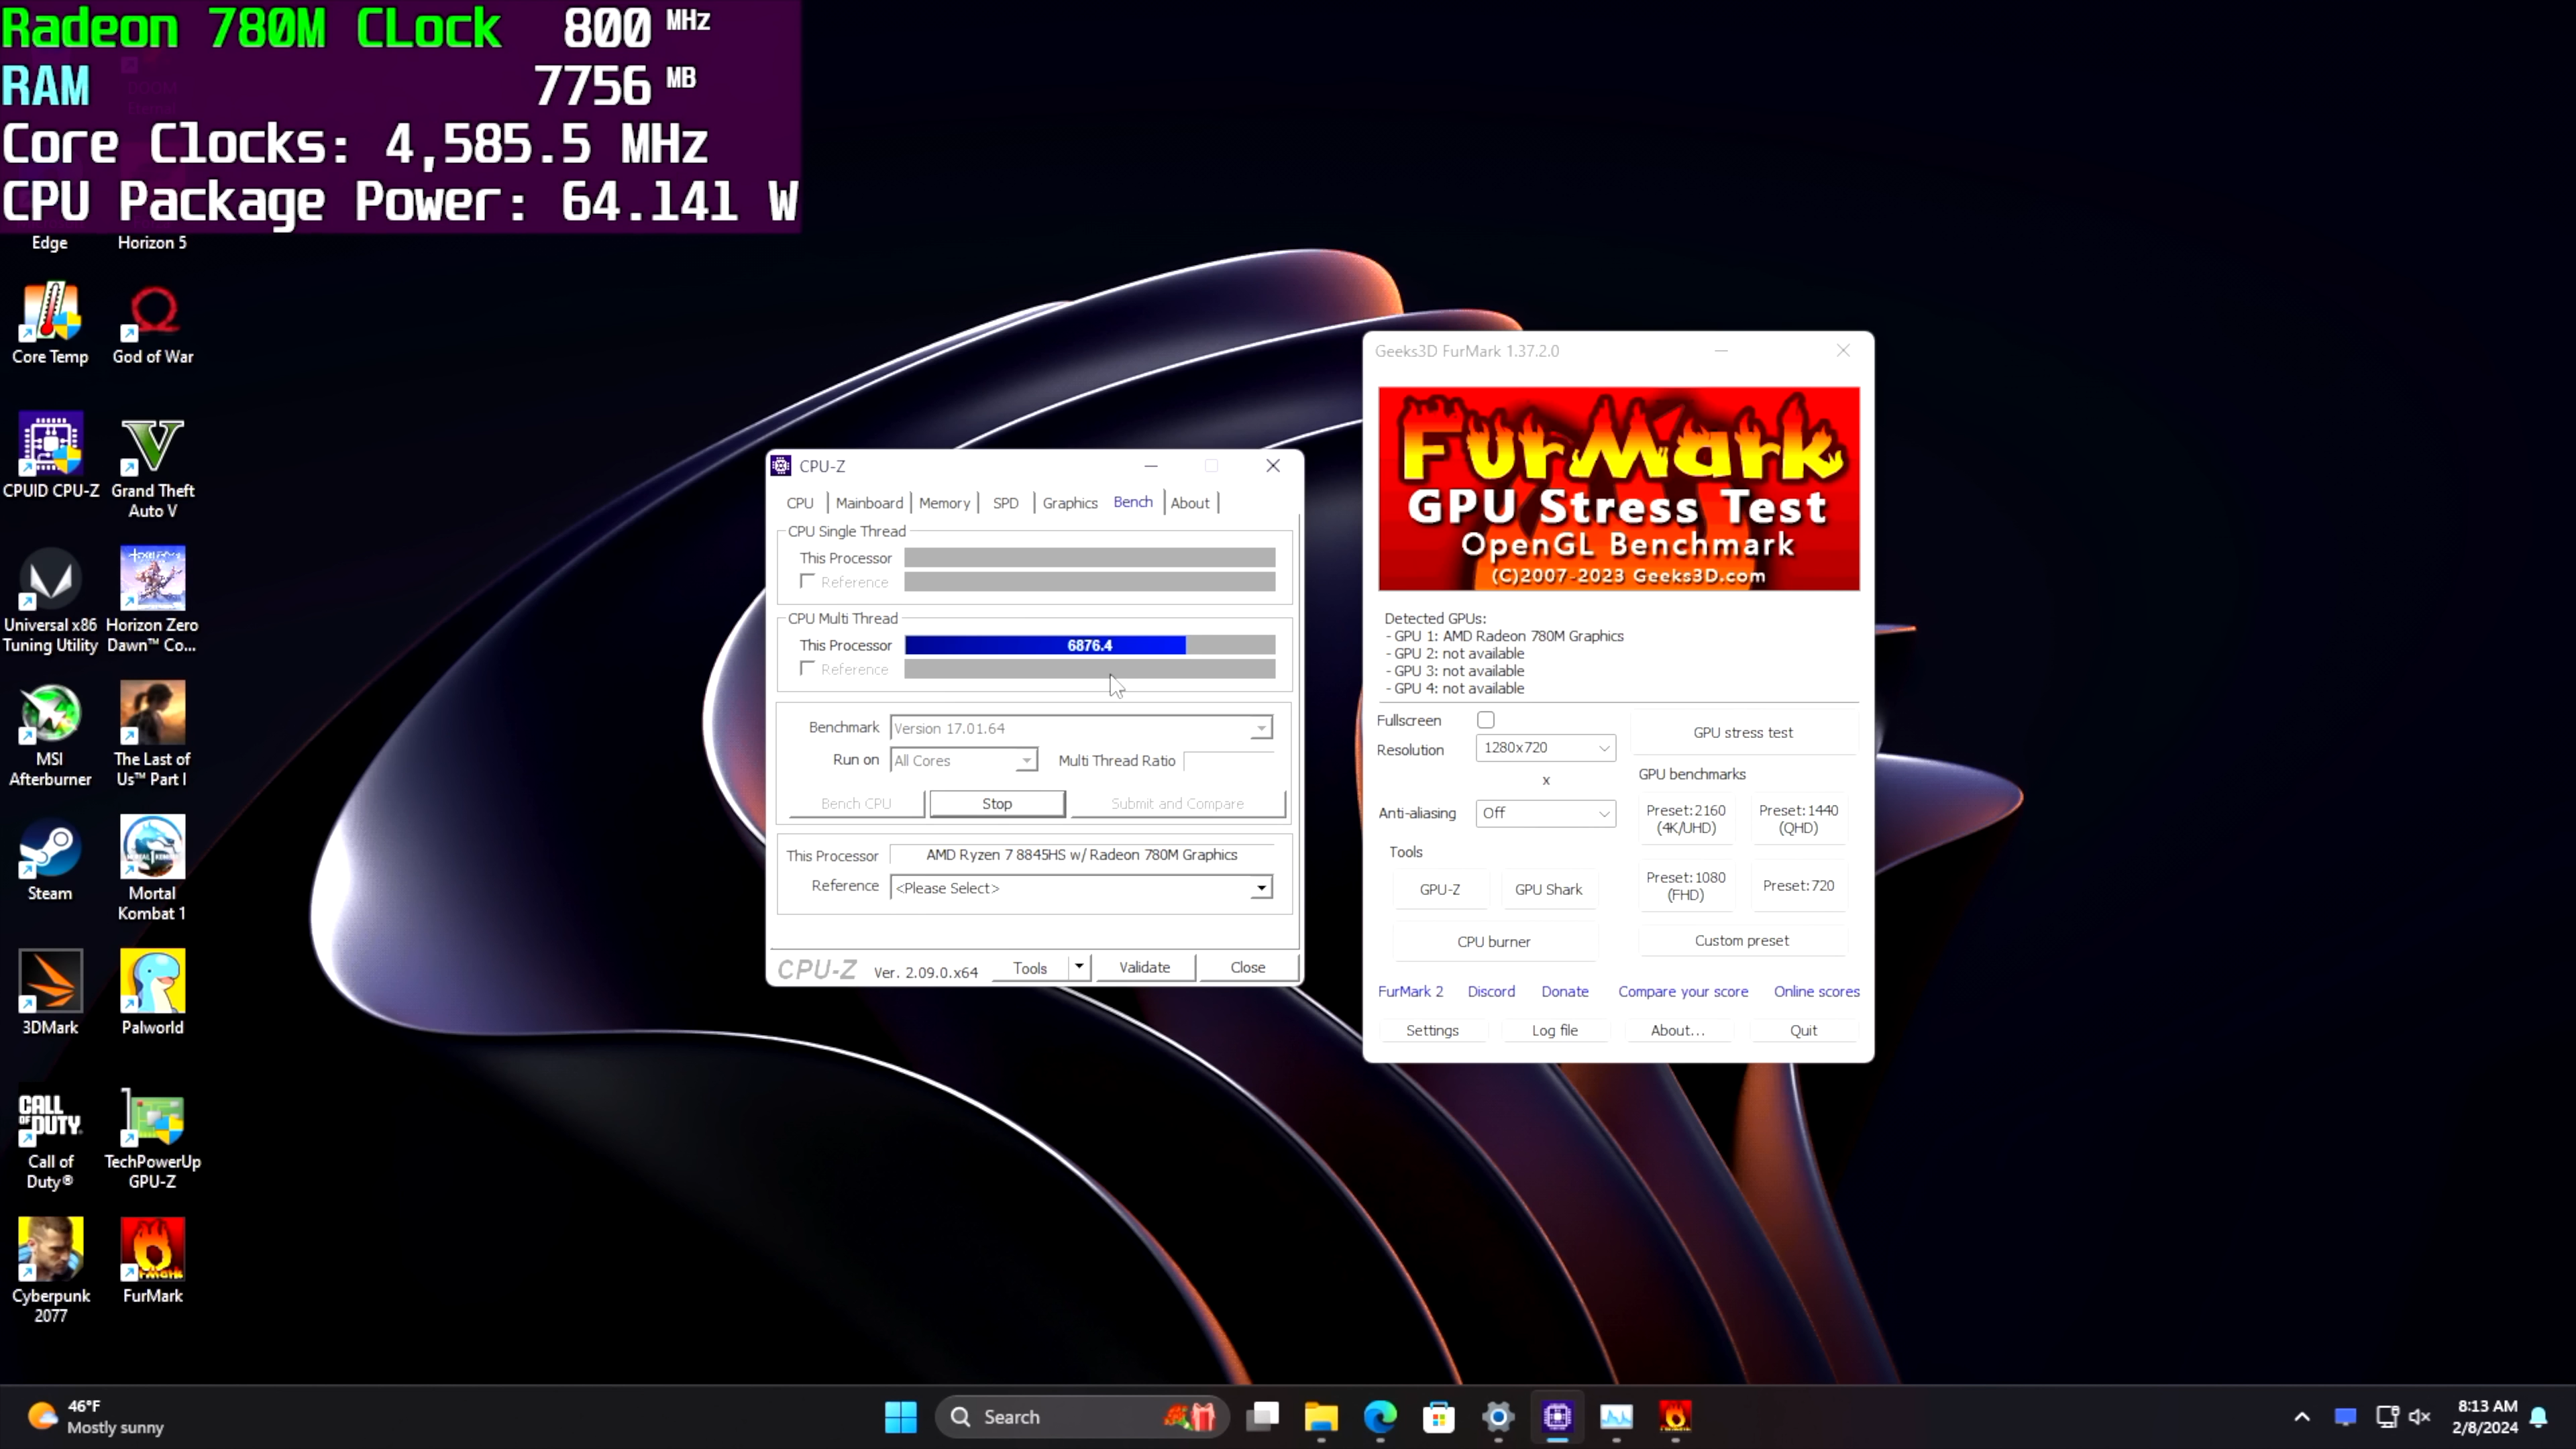 Radeon 780M CLock 800 MHz
RAM 7756 MB
Core Clocks: 4,585.5 MHz
CPU Package Power: 64.141 W
Edge
Horizon 5
Core Temp
God of War
CPUID CPU-Z
Grand Theft
Auto V
Universal x86
Tuning Utility
Horizon Zero
Dawn™ Co...
MSI
Afterburner
The Last of
Us™ Part I
Steam
Mortal
Kombat 1
3DMark
Palworld
CALL
OF DUTY
Call of
Duty®
TechPowerUp
GPU-Z
Cyberpunk
2077
FurMark
CPU-Z
CPU Mainboard Memory SPD Graphics Bench About
CPU Single Thread
This Processor
Reference
CPU Multi Thread
This Processor 6876.4
Reference
Benchmark Version 17.01.64
Run on All Cores Multi Thread Ratio
Bench CPU Stop Submit and Compare
This Processor AMD Ryzen 7 8845HS w/ Radeon 780M Graphics
Reference <Please Select>
CPU-Z Ver. 2.09.0.x64 Tools Validate Close
Geeks3D FurMark 1.37.2.0
FurMark
GPU Stress Test
OpenGL Benchmark
(C)2007-2023 Geeks3D.com
Detected GPUs:
- GPU 1: AMD Radeon 780M Graphics
- GPU 2: not available
- GPU 3: not available
- GPU 4: not available
Fullscreen
Resolution 1280x720
x
Anti-aliasing Off
GPU stress test
GPU benchmarks
Preset:2160
(4K/UHD)
Preset:1440
(QHD)
Preset:1080
(FHD)
Preset:720
Custom preset
Tools
GPU-Z GPU Shark
CPU burner
FurMark 2 Discord Donate Compare your score Online scores
Settings Log file About... Quit
46°F
Mostly sunny
Search
8:13 AM
2/8/2024